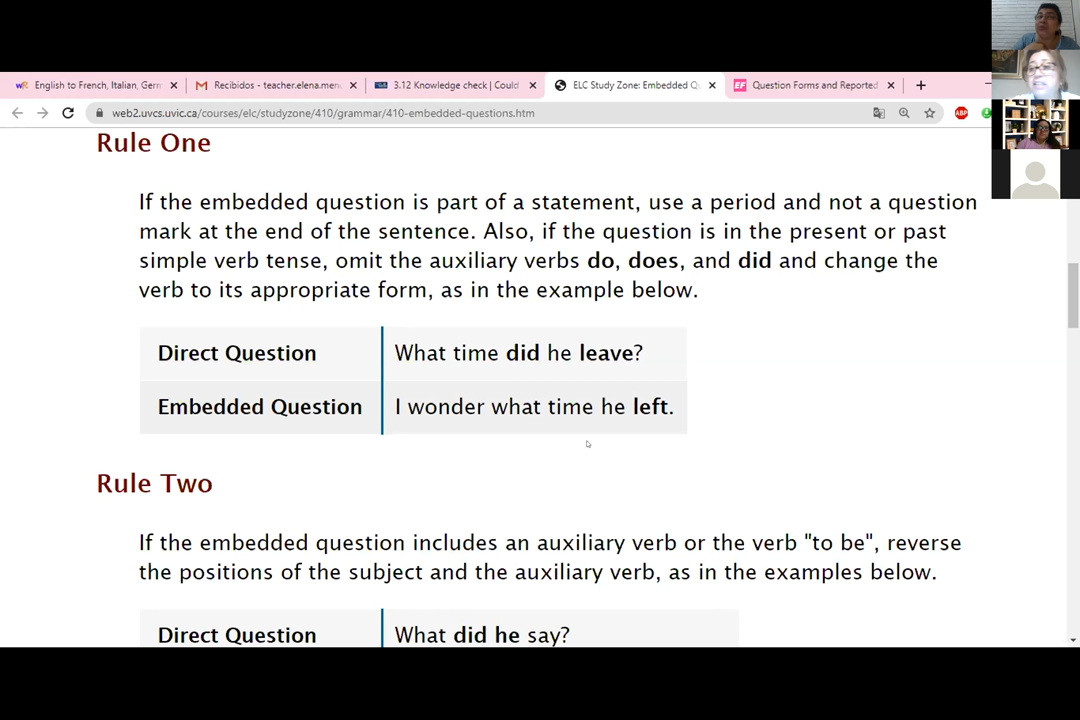 English to French, Italian, Gern
Recibidos - teacher.elena.men
3.12 Knowledge check | Could
ELC Study Zone: Embedded Q
Question Forms and Reported
web2.uvcs.uvic.ca/courses/elc/studyzone/410/grammar/410-embedded-questions.htm
ABP
Rule One
If the embedded question is part of a statement, use a period and not a question
mark at the end of the sentence. Also, if the question is in the present or past
simple verb tense, omit the auxiliary verbs do, does, and did and change the
verb to its appropriate form, as in the example below.
Direct Question What time did he leave?
Embedded Question I wonder what time he left.
Rule Two
If the embedded question includes an auxiliary verb or the verb "to be", reverse
the positions of the subject and the auxiliary verb, as in the examples below.
Direct Question What did he say?